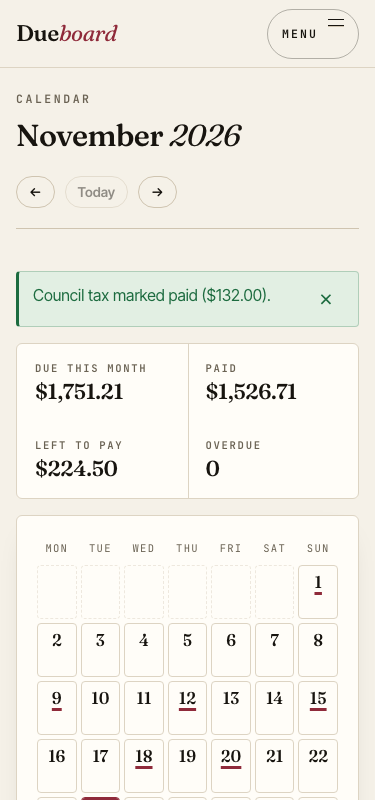 Dueboard
MENU
CALENDAR
November 2026
← Today →
Council tax marked paid ($132.00). ×
DUE THIS MONTH PAID
$1,751.21 $1,526.71
LEFT TO PAY OVERDUE
$224.50 0
MON TUE WED THU FRI SAT SUN
1
2 3 4 5 6 7 8
9 10 11 12 13 14 15
16 17 18 19 20 21 22